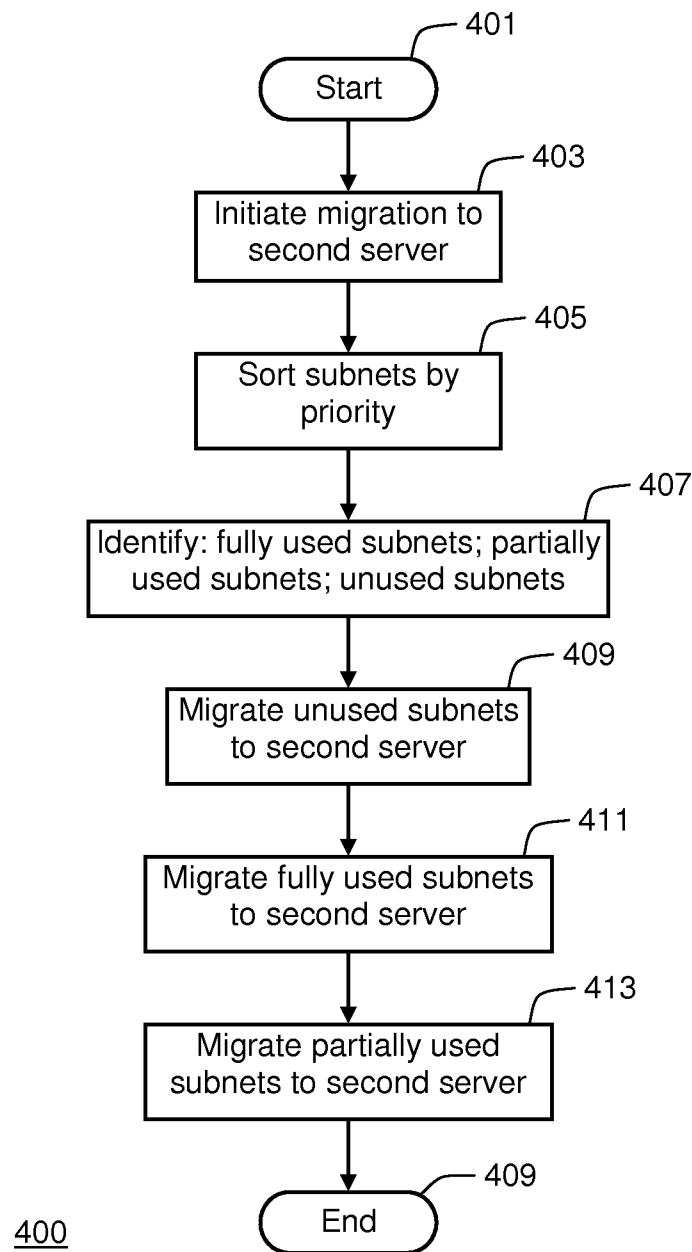 401
Start
403
Initiate migration to
second server
405
Sort subnets by
priority
407
Identify: fully used subnets; partially
used subnets; unused subnets
409
Migrate unused subnets
to second server
411
Migrate fully used subnets
to second server
413
Migrate partially used
subnets to second server
409
End
400